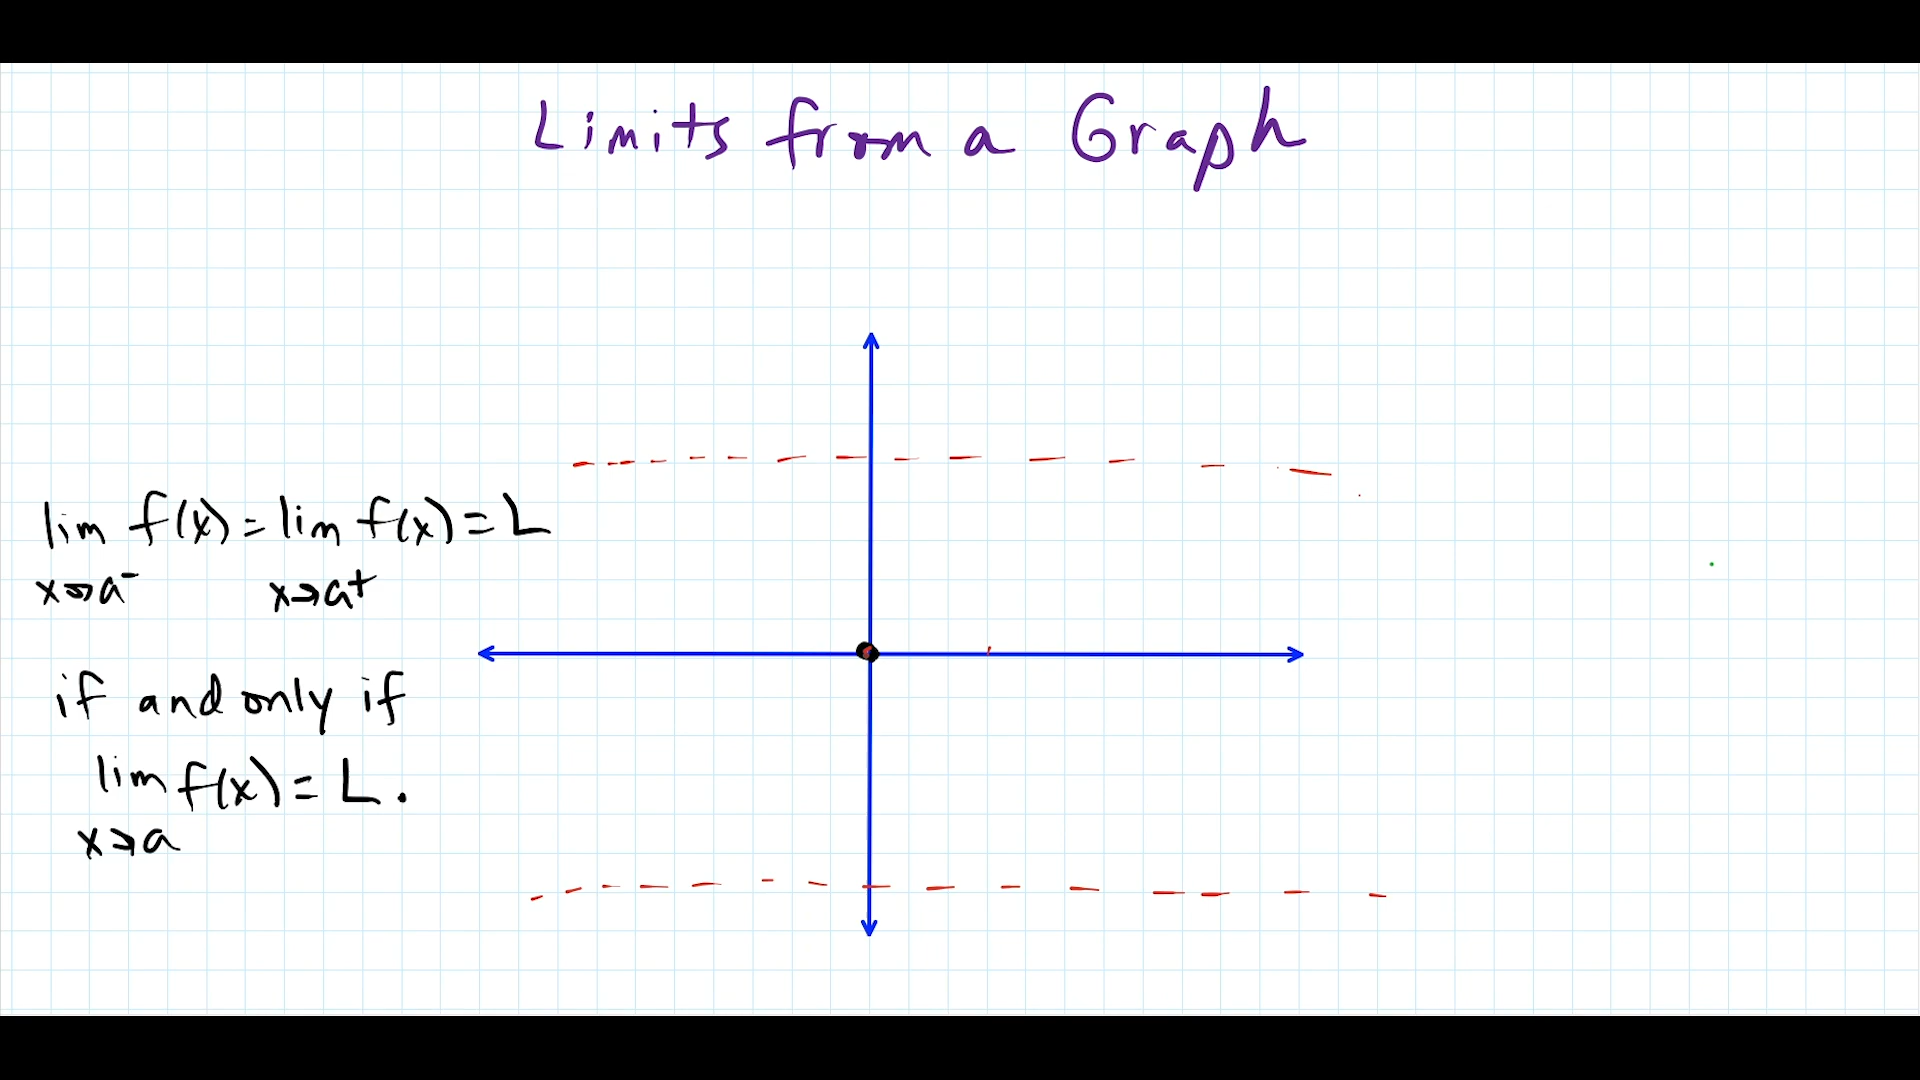 Limits from a Graph
lim f(x) = lim f(x) = L
x→a⁻ x→a⁺
if and only if
lim f(x) = L.
x→a